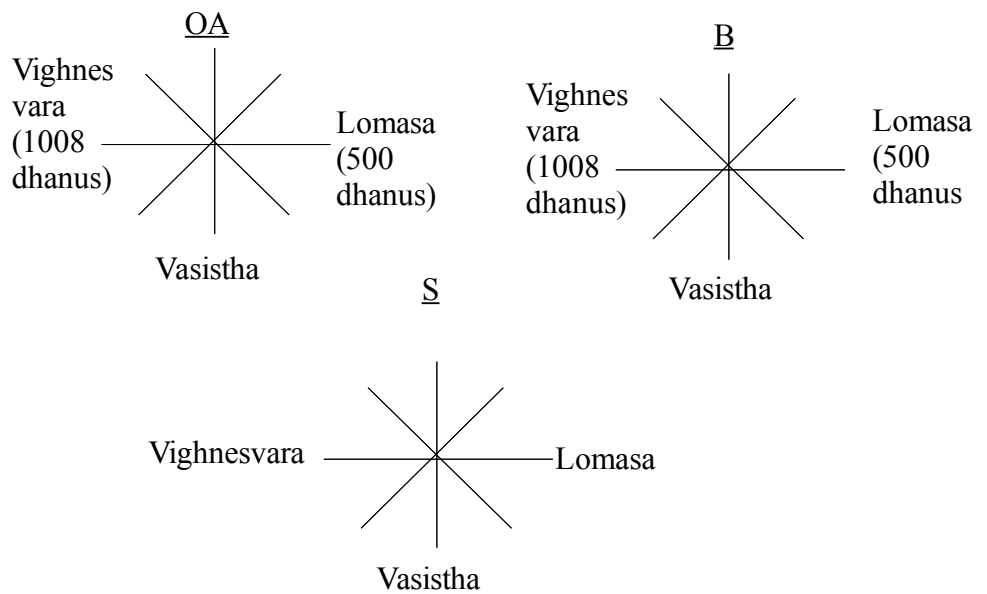 OA
Vighnes
vara
(1008
dhanus)
Lomasa
(500
dhanus)
Vasistha
B
Vighnes
vara
(1008
dhanus)
Lomasa
(500
dhanus
Vasistha
S
Vighnesvara
Lomasa
Vasistha